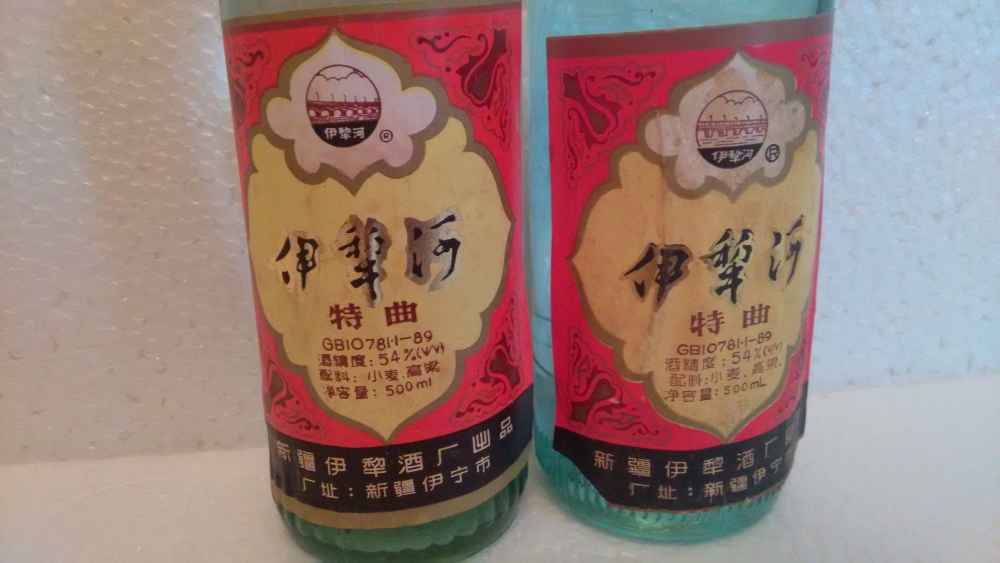 伊犁河
®
伊犁河
特曲
GB10781·1-89
酒精度：54%(V/V)
配料：小麦、高粱
净容量：500ml
新疆伊犁酒厂出品
厂址：新疆伊宁市
伊犁河
®
伊犁河
特曲
GB10781·1-89
酒精度：54%(V/V)
配料：小麦、高粱
净容量：500mL
新疆伊犁酒厂
厂址：新疆伊宁